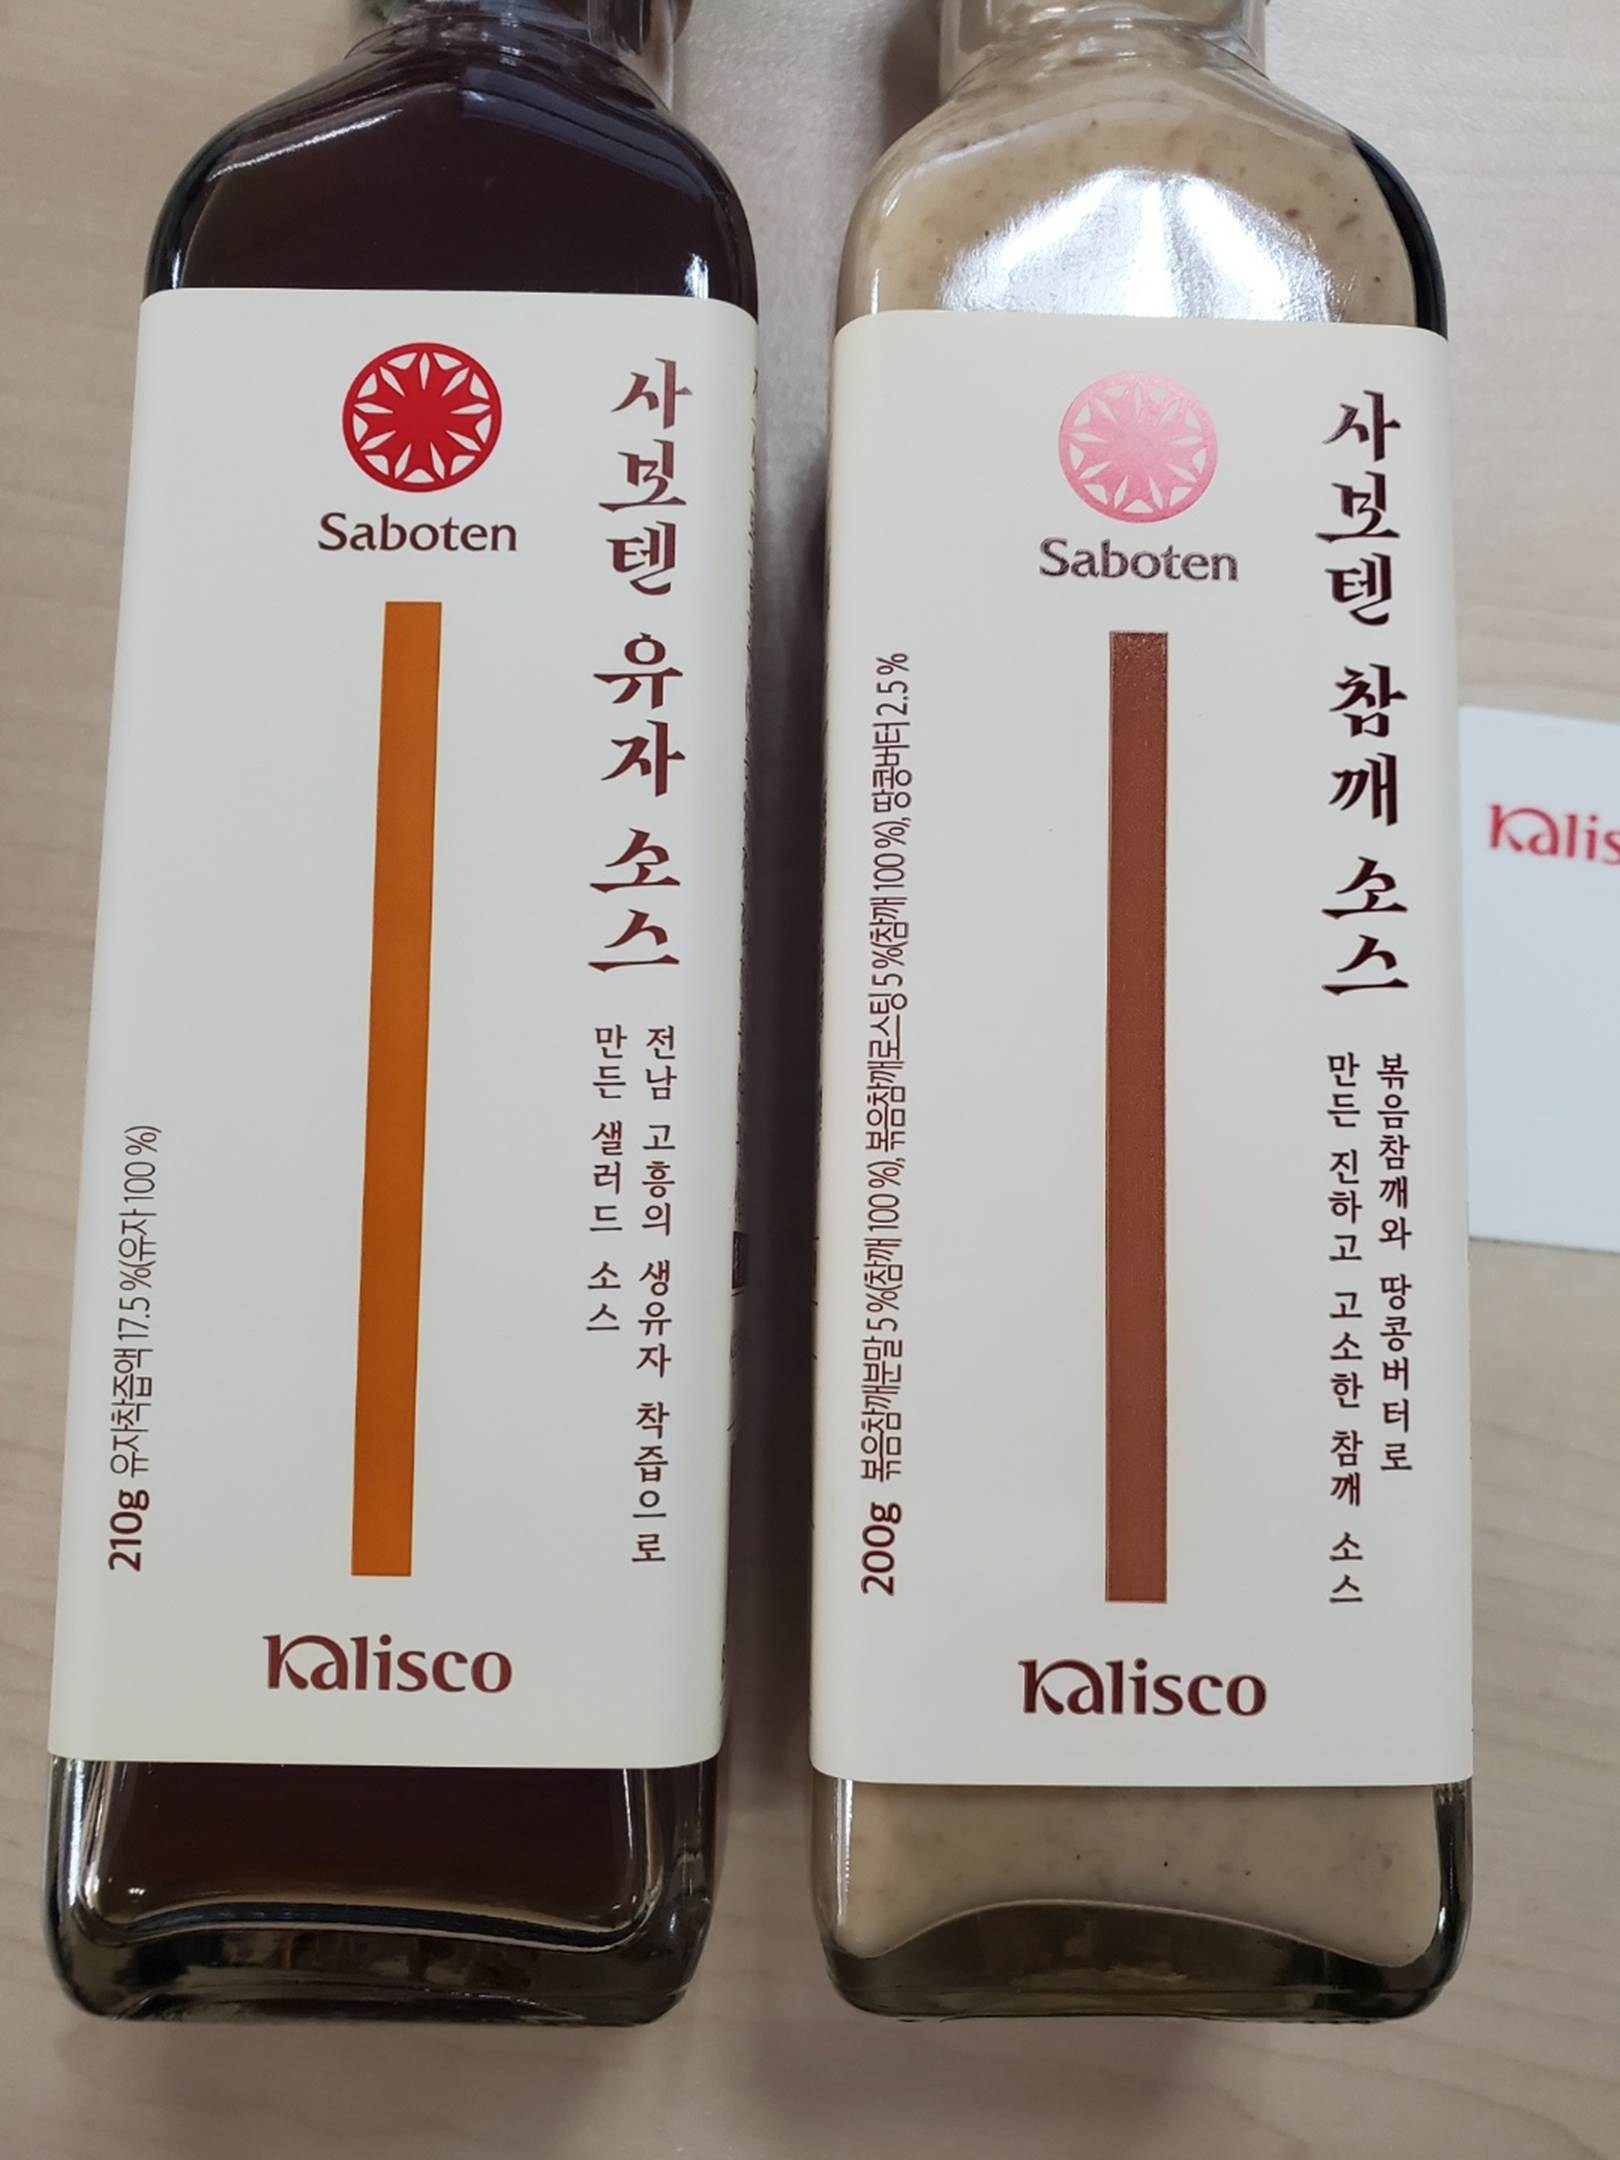 Saboten
사보텐 유자 소스
전남 고흥의 생유자 착즙으로
만든 샐러드 소스
210g 유자착즙액 17.5%(유자 100%)
Kalisco
Saboten
사보텐 참깨 소스
볶음참깨와 땅콩버터로
만든 진하고 고소한 참깨 소스
200g 볶음참깨분말 5%(참깨 100%), 볶음참깨로스팅 5%(참깨 100%), 땅콩버터 2.5%
Kalisco
Kalis